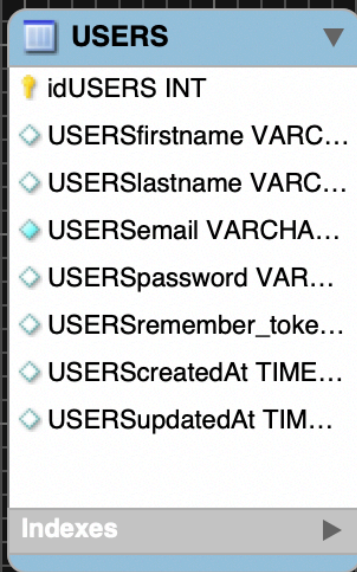 USERS
idUSERS INT
USERSfirstname VARC...
USERSlastname VARC...
USERSemail VARCHA...
USERSpassword VAR...
USERSremember_toke...
USERScreatedAt TIME...
USERSupdatedAt TIM...
Indexes